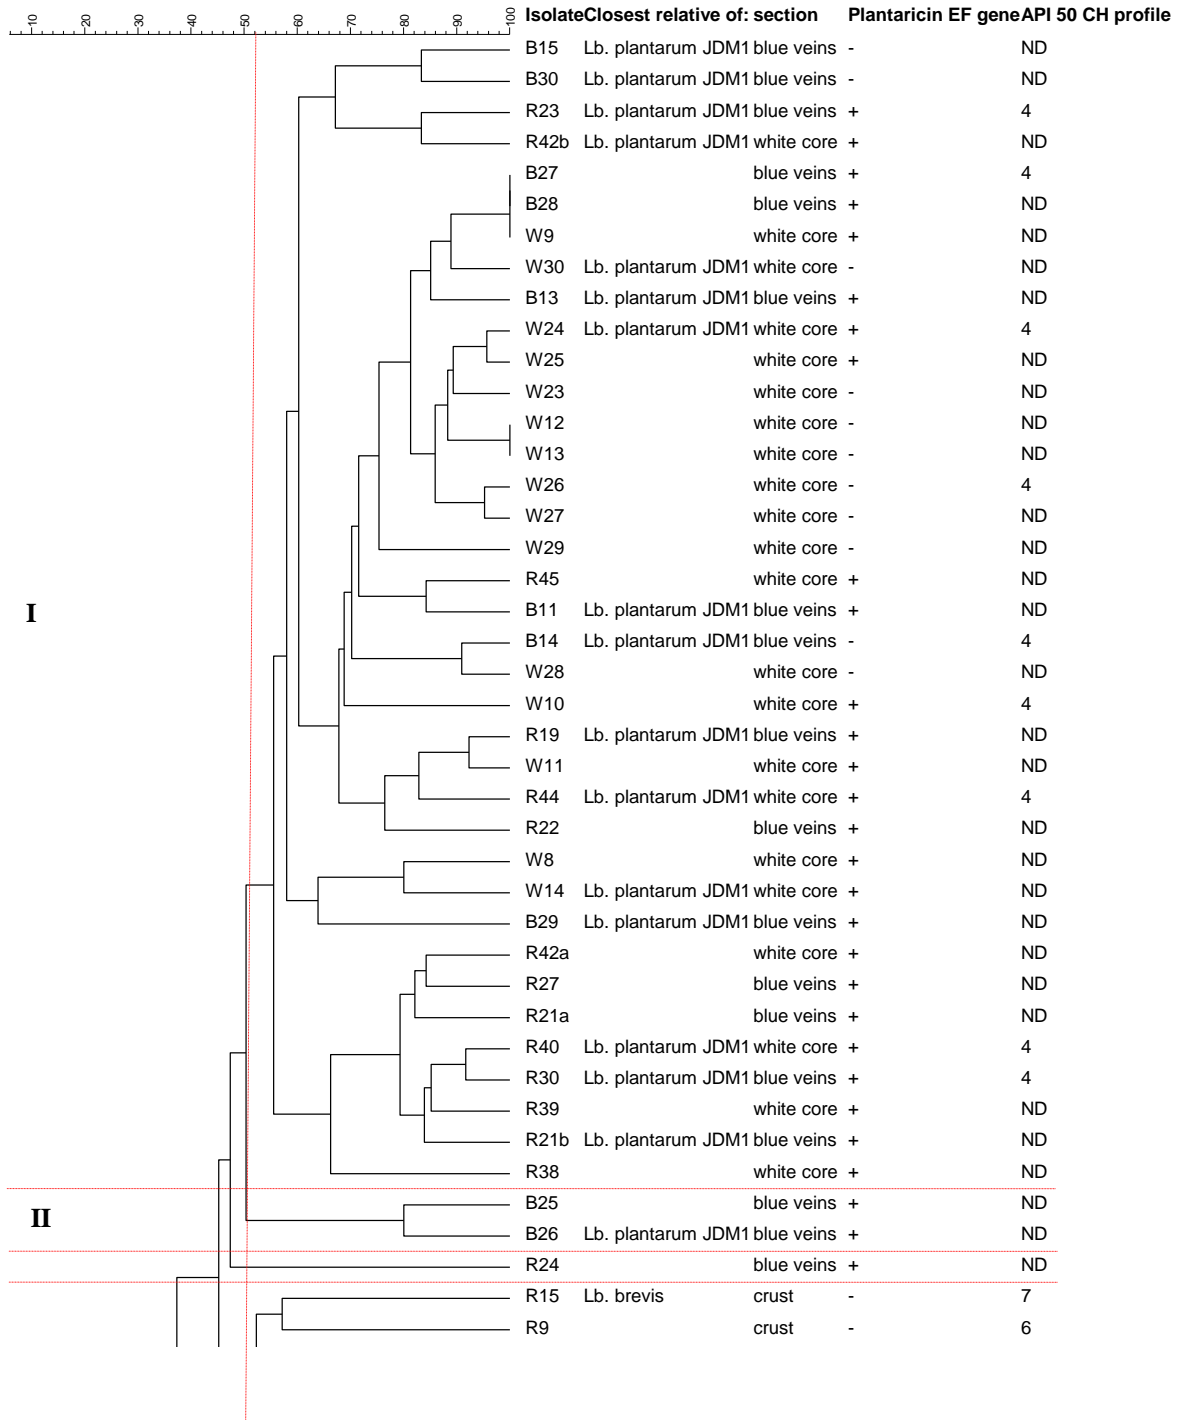 10 20 30 40 50 60 70 80 90 100
Isolate Closest relative of: section Plantaricin EF gene API 50 CH profile
B15 Lb. plantarum JDM1 blue veins - ND
B30 Lb. plantarum JDM1 blue veins - ND
R23 Lb. plantarum JDM1 blue veins + 4
R42b Lb. plantarum JDM1 white core + ND
B27 blue veins + 4
B28 blue veins + ND
W9 white core + ND
W30 Lb. plantarum JDM1 white core - ND
B13 Lb. plantarum JDM1 blue veins + ND
W24 Lb. plantarum JDM1 white core + 4
W25 white core + ND
W23 white core - ND
W12 white core - ND
W13 white core - ND
W26 white core - 4
W27 white core - ND
W29 white core - ND
R45 white core + ND
I
B11 Lb. plantarum JDM1 blue veins + ND
B14 Lb. plantarum JDM1 blue veins - 4
W28 white core - ND
W10 white core + 4
R19 Lb. plantarum JDM1 blue veins + ND
W11 white core + ND
R44 Lb. plantarum JDM1 white core + 4
R22 blue veins + ND
W8 white core + ND
W14 Lb. plantarum JDM1 white core + ND
B29 Lb. plantarum JDM1 blue veins + ND
R42a white core + ND
R27 blue veins + ND
R21a blue veins + ND
R40 Lb. plantarum JDM1 white core + 4
R30 Lb. plantarum JDM1 blue veins + 4
R39 white core + ND
R21b Lb. plantarum JDM1 blue veins + ND
R38 white core + ND
B25 blue veins + ND
II
B26 Lb. plantarum JDM1 blue veins + ND
R24 blue veins + ND
R15 Lb. brevis crust - 7
R9 crust - 6